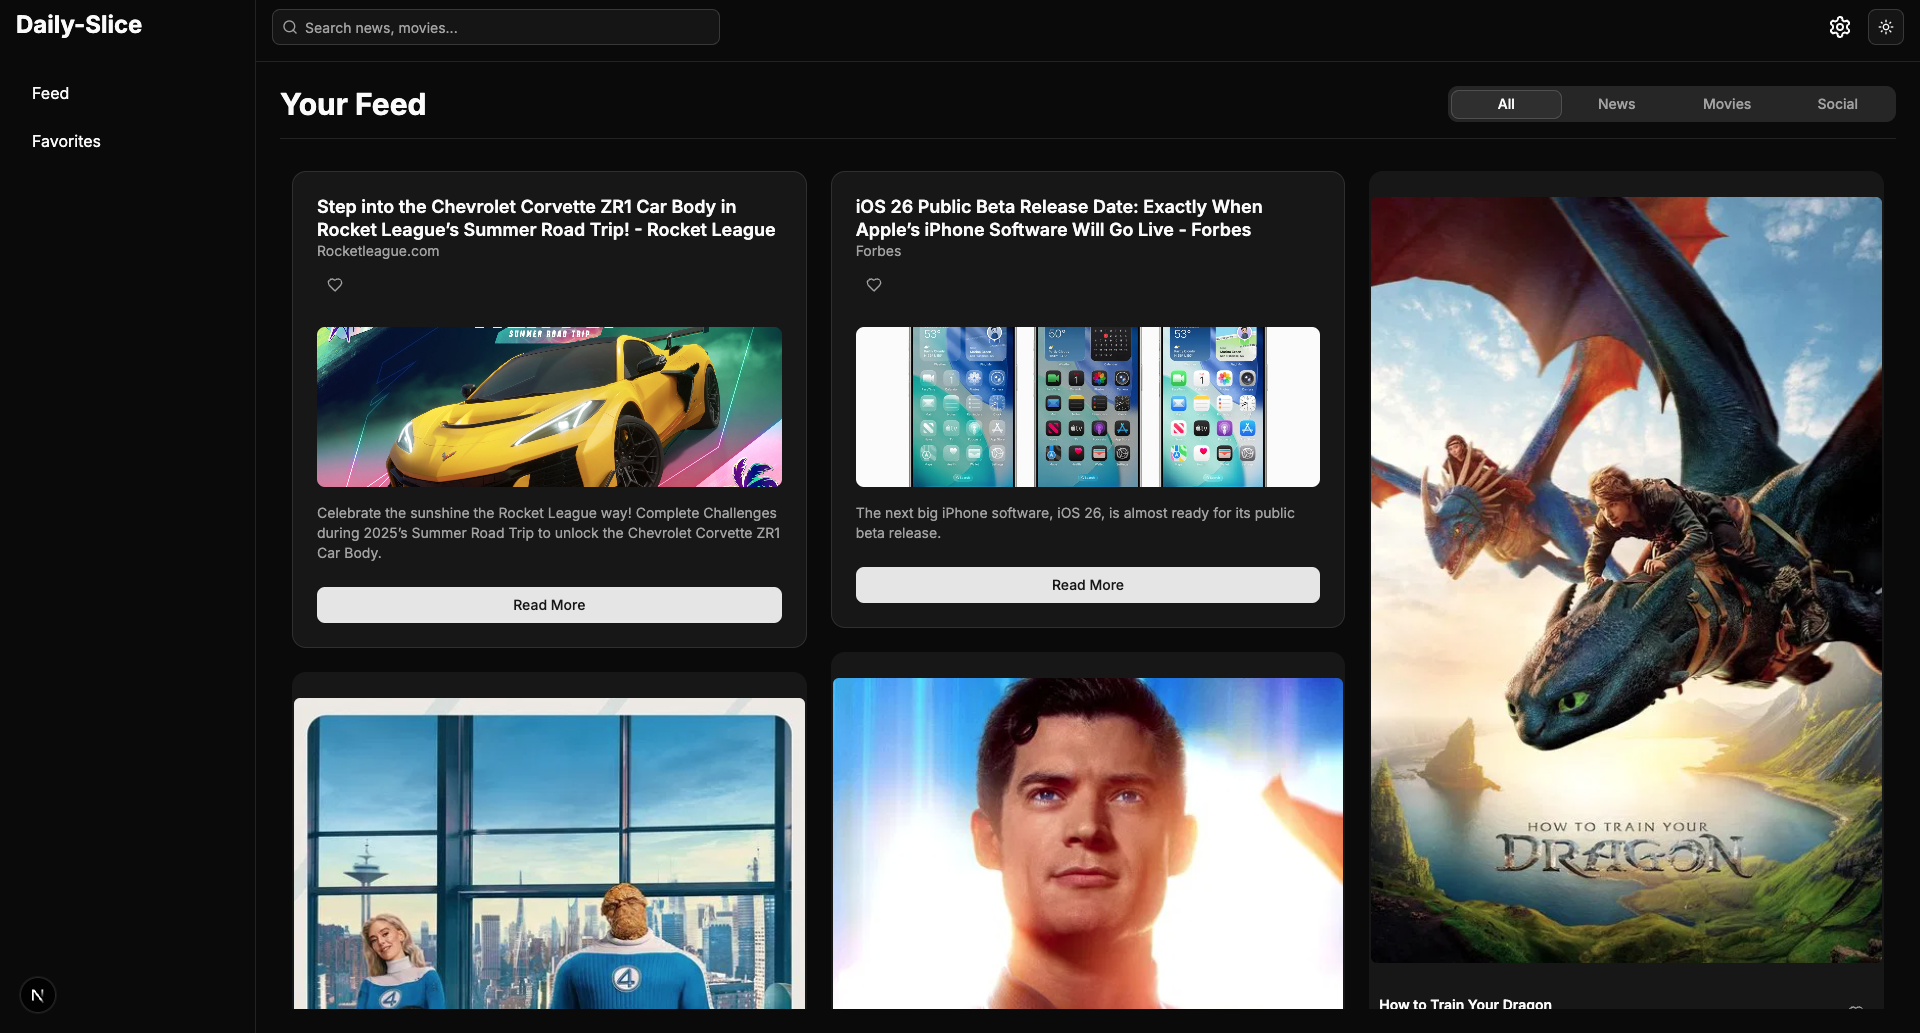 Daily-Slice
Search news, movies...
Feed
Favorites
Your Feed
All
News
Movies
Social
Step into the Chevrolet Corvette ZR1 Car Body in
Rocket League's Summer Road Trip! - Rocket League
Rocketleague.com
SUMMER ROAD TRIP
Celebrate the sunshine the Rocket League way! Complete Challenges
during 2025's Summer Road Trip to unlock the Chevrolet Corvette ZR1
Car Body.
Read More
iOS 26 Public Beta Release Date: Exactly When
Apple's iPhone Software Will Go Live - Forbes
Forbes
53°
50°
53°
The next big iPhone software, iOS 26, is almost ready for its public
beta release.
Read More
4
4
HOW TO TRAIN YOUR
DRAGON
How to Train Your Dragon
N